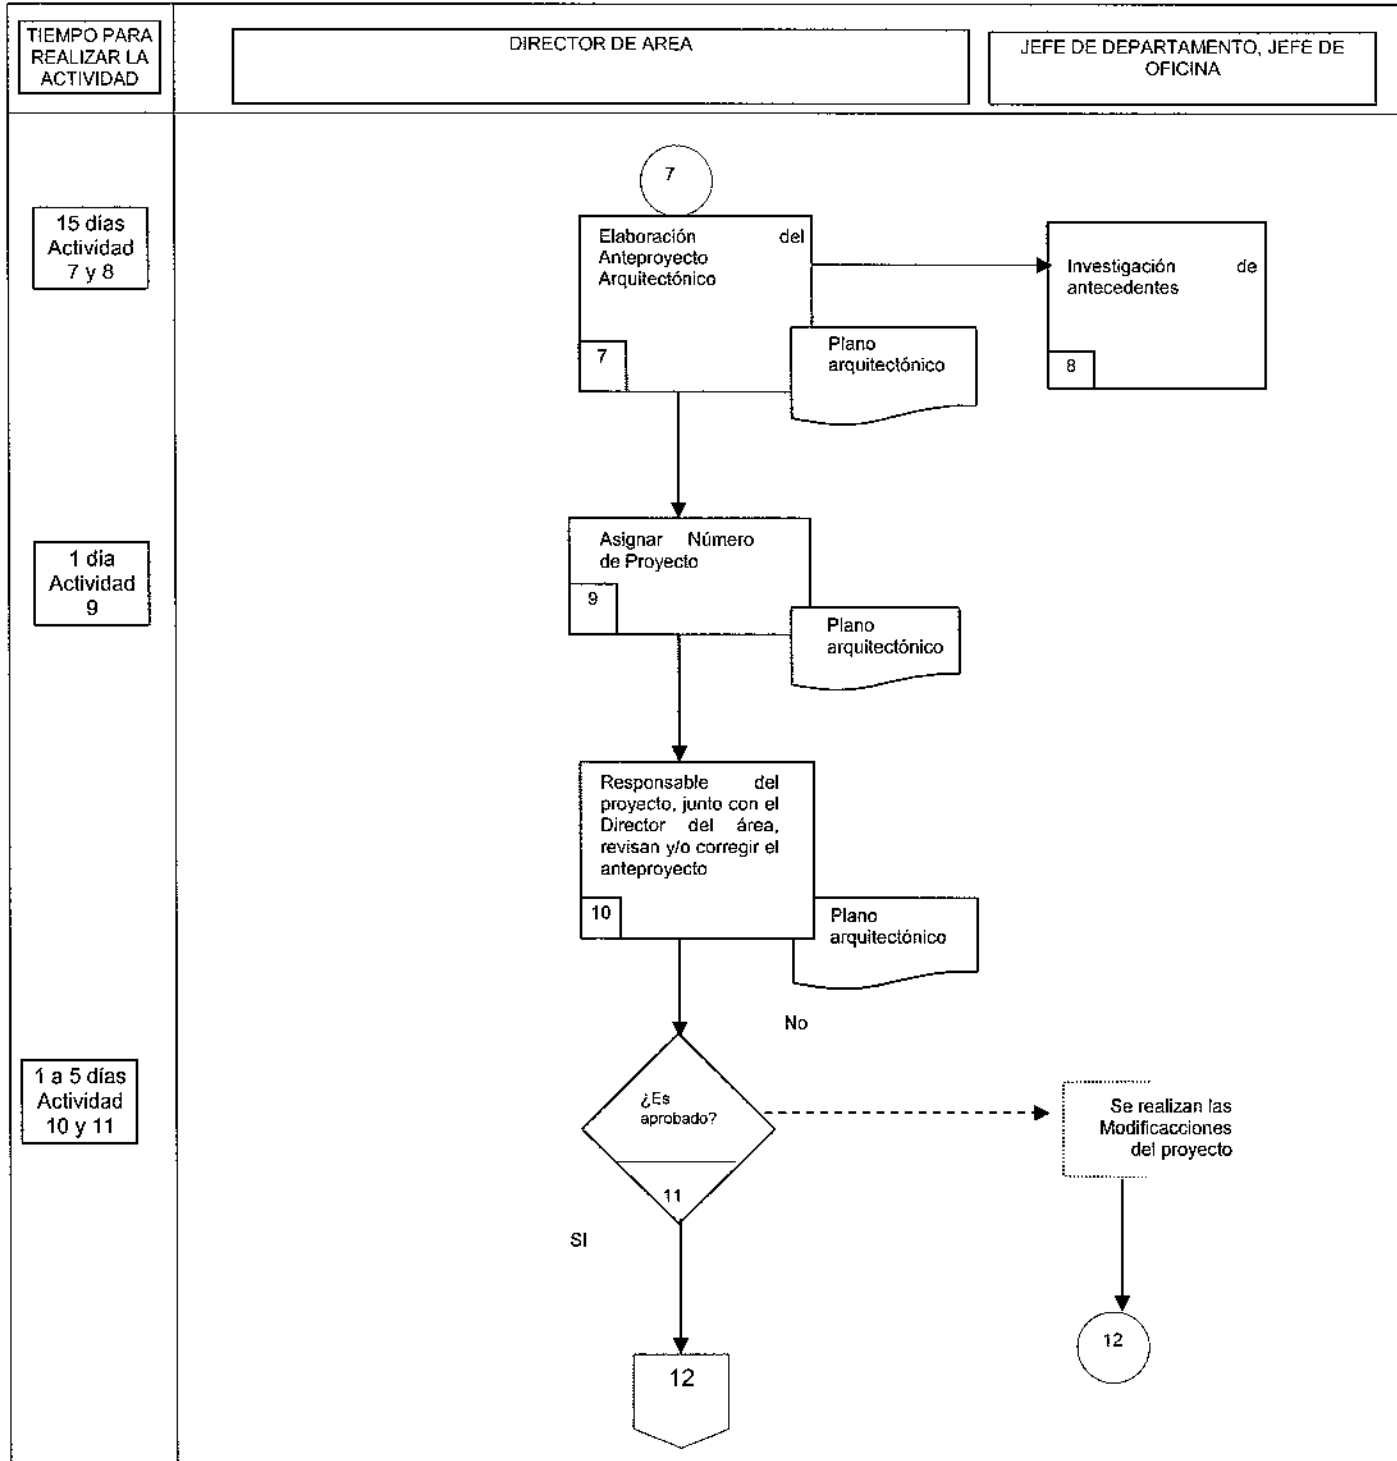 TIEMPO PARA
REALIZAR LA
ACTIVIDAD
DIRECTOR DE AREA
JEFE DE DEPARTAMENTO, JEFE DE
OFICINA
7
15 días
Actividad
7 y 8
Elaboración del
Anteproyecto
Arquitectónico
7
Plano
arquitectónico
Investigación de
antecedentes
8
1 día
Actividad
9
Asignar Número
de Proyecto
9
Plano
arquitectónico
Responsable del
proyecto, junto con el
Director del área,
revisan y/o corregir el
anteproyecto
10
Plano
arquitectónico
No
1 a 5 días
Actividad
10 y 11
¿Es
aprobado?
11
Se realizan las
Modificacciones
del proyecto
SI
12
12